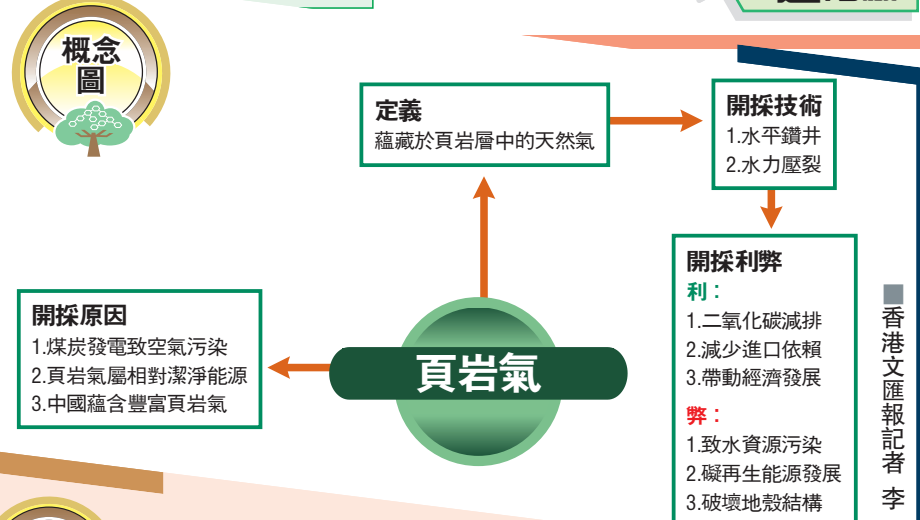 概念
圖
定義
蘊藏於頁岩層中的天然氣
開採技術
1.水平鑽井
2.水力壓裂
開採利弊
利：
1.二氧化碳減排
2.減少進口依賴
3.帶動經濟發展
弊：
1.致水資源污染
2.礙再生能源發展
3.破壞地殼結構
開採原因
1.煤炭發電致空氣污染
2.頁岩氣屬相對潔淨能源
3.中國蘊含豐富頁岩氣
頁岩氣
■香港文匯報記者 李